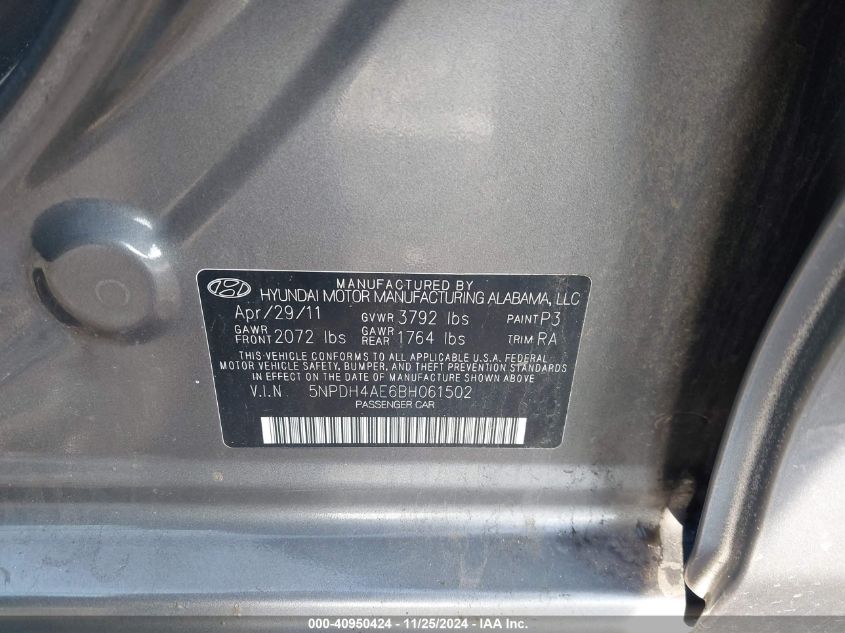 MANUFACTURED BY
HYUNDAI MOTOR MANUFACTURING ALABAMA, LLC
Apr/29/11 GVWR 3792 lbs PAINT P3
GAWR FRONT 2072 lbs GAWR REAR 1764 lbs TRIM RA
THIS VEHICLE CONFORMS TO ALL APPLICABLE U.S.A. FEDERAL
MOTOR VEHICLE SAFETY, BUMPER, AND THEFT PREVENTION STANDARDS
IN EFFECT ON THE DATE OF MANUFACTURE SHOWN ABOVE
V.I.N 5NPDH4AE6BH061502
PASSENGER CAR
000-40950424 - 11/25/2024 - © IAA Inc.